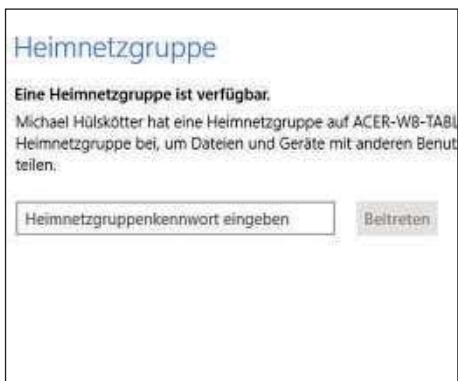 Heimnetzgruppe
Eine Heimnetzgruppe ist verfügbar.
Michael Hülskötter hat eine Heimnetzgruppe auf ACER-W8-TABL
Heimnetzgruppe bei, um Dateien und Geräte mit anderen Benut
teilen.
Heimnetzgruppenkennwort eingeben Beitreten